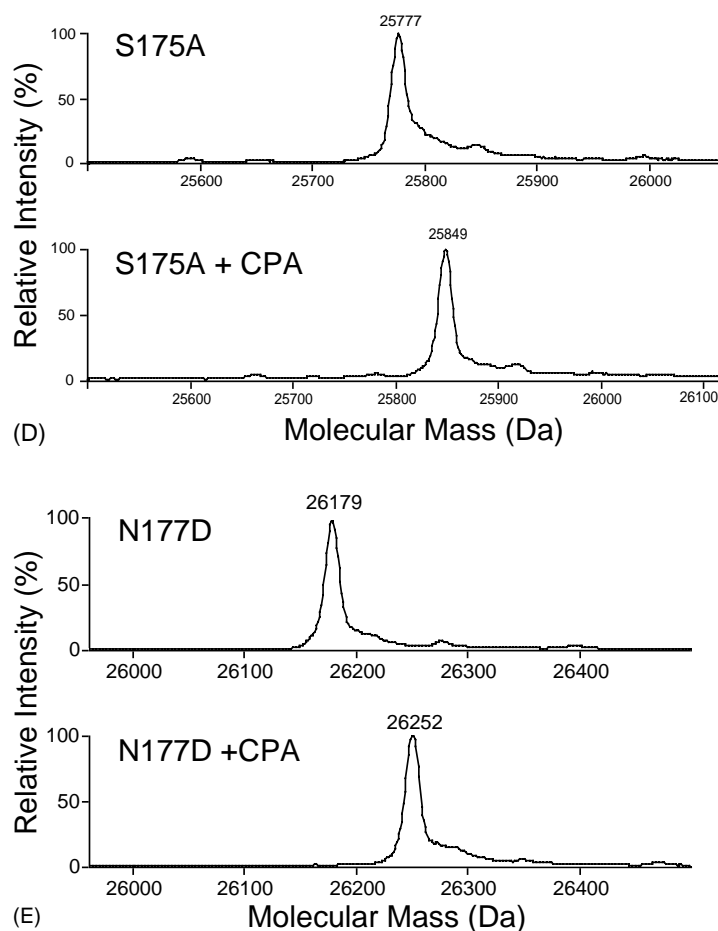 25777
S175A
100
50
0
25600 25700 25800 25900 26000
Relative Intensity (%)
25849
S175A + CPA
100
50
0
25600 25700 25800 25900 26000 26100
(D)
Molecular Mass (Da)
26179
N177D
100
50
0
26000 26100 26200 26300 26400
Relative Intensity (%)
26252
N177D +CPA
100
50
0
26000 26100 26200 26300 26400
(E)
Molecular Mass (Da)